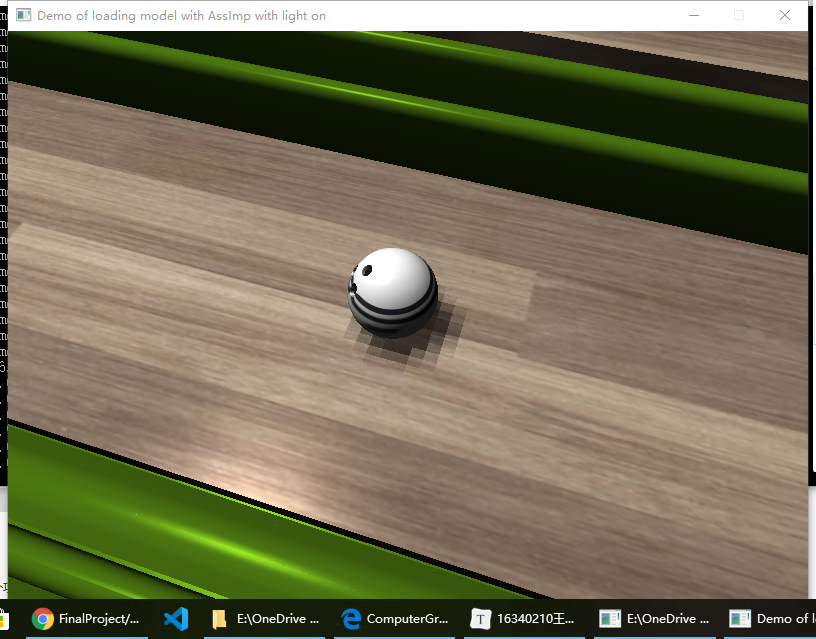 Demo of loading model with AssImp with light on
FinalProject/...
E:\OneDrive ...
ComputerGr...
T
16340210王...
E:\OneDrive ...
Demo of l